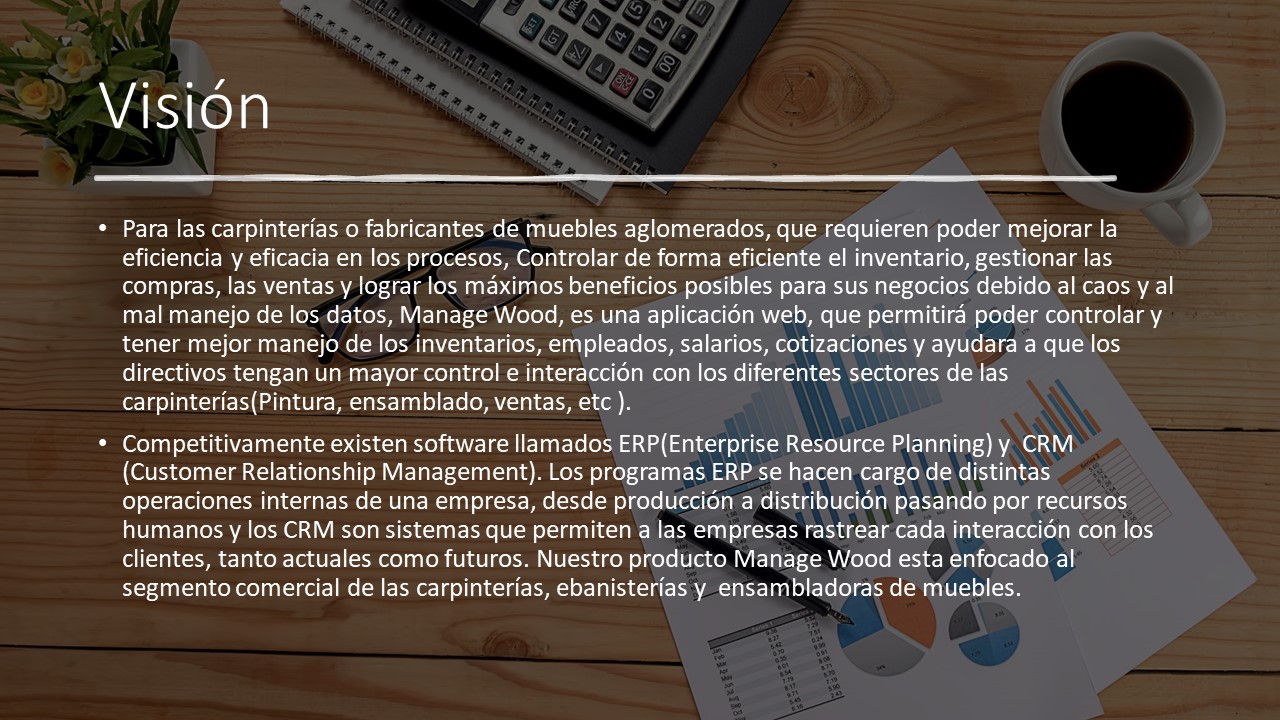 Visión
• Para las carpinterías o fabricantes de muebles aglomerados, que requieren poder mejorar la
eficiencia y eficacia en los procesos, Controlar de forma eficiente el inventario, gestionar las
compras, las ventas y lograr los máximos beneficios posibles para sus negocios debido al caos y al
mal manejo de los datos, Manage Wood, es una aplicación web, que permitirá poder controlar y
tener mejor manejo de los inventarios, empleados, salarios, cotizaciones y ayudara a que los
directivos tengan un mayor control e interacción con los diferentes sectores de las
carpinterías(Pintura, ensamblado, ventas, etc ).
• Competitivamente existen software llamados ERP(Enterprise Resource Planning) y  CRM
(Customer Relationship Management). Los programas ERP se hacen cargo de distintas
operaciones internas de una empresa, desde producción a distribución pasando por recursos
humanos y los CRM son sistemas que permiten a las empresas rastrear cada interacción con los
clientes, tanto actuales como futuros. Nuestro producto Manage Wood esta enfocado al
segmento comercial de las carpinterías, ebanisterías y  ensambladoras de muebles.